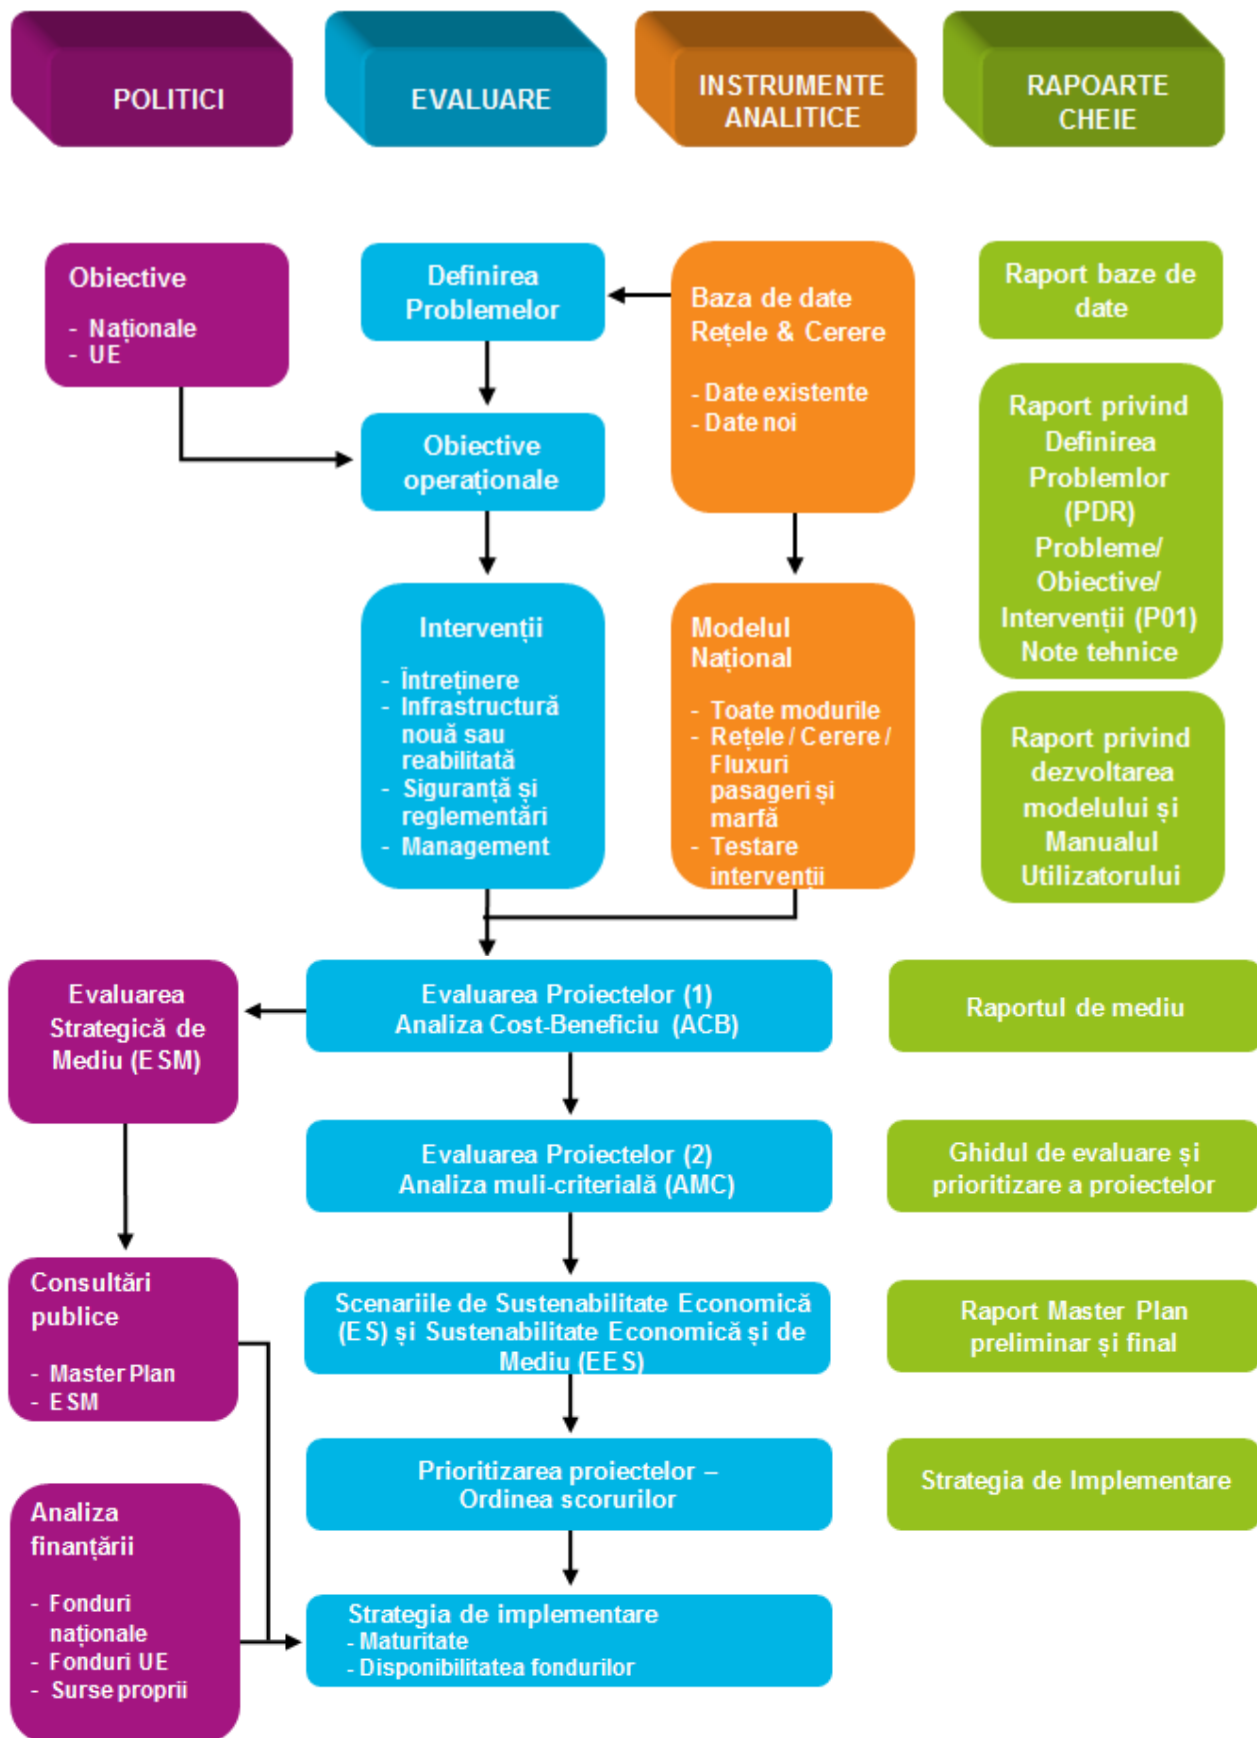 POLITICI
EVALUARE
INSTRUMENTE
ANALITICE
RAPOARTE
CHEIE
Obiective
- Naționale
- UE
Definirea
Problemelor
Baza de date
Rețele & Cerere
- Date existente
- Date noi
Raport baze de
date
Obiective
operaționale
Raport privind
Definirea
Problemlor
(PDR)
Probleme/
Obiective/
Intervenții (P01)
Note tehnice
Intervenții
- Întreținere
- Infrastructură
nouă sau
reabilitată
- Siguranță și
reglementări
- Management
Modelul
Național
- Toate modurile
- Rețele / Cerere /
Fluxuri
pasageri și
marfă
- Testare
intervenții
Raport privind
dezvoltarea
modelului și
Manualul
Utilizatorului
Evaluarea
Strategică de
Mediu (ESM)
Evaluarea Proiectelor (1)
Analiza Cost-Beneficiu (ACB)
Raportul de mediu
Evaluarea Proiectelor (2)
Analiza muli-criterială (AMC)
Ghidul de evaluare și
prioritizare a proiectelor
Consultări
publice
- Master Plan
- ESM
Scenariile de Sustenabilitate Economică
(ES) și Sustenabilitate Economică și de
Mediu (EES)
Raport Master Plan
preliminar și final
Prioritizarea proiectelor –
Ordinea scorurilor
Strategia de Implementare
Analiza
finanțării
- Fonduri
naționale
- Fonduri UE
- Surse proprii
Strategia de implementare
- Maturitate
- Disponibilitatea fondurilor